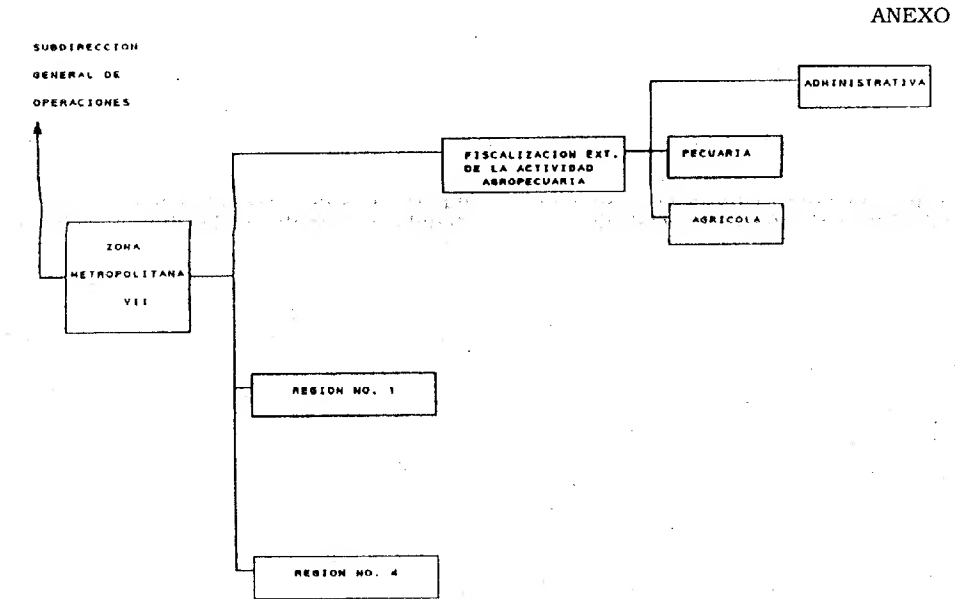 ANEXO
SUBDIRECCION
GENERAL DE
OPERACIONES
ADMINISTRATIVA
FISCALIZACION EXT.
DE LA ACTIVIDAD
AGROPECUARIA
PECUARIA
AGRICOLA
ZONA
METROPOLITANA
VII
REGION NO. 1
REGION NO. 4